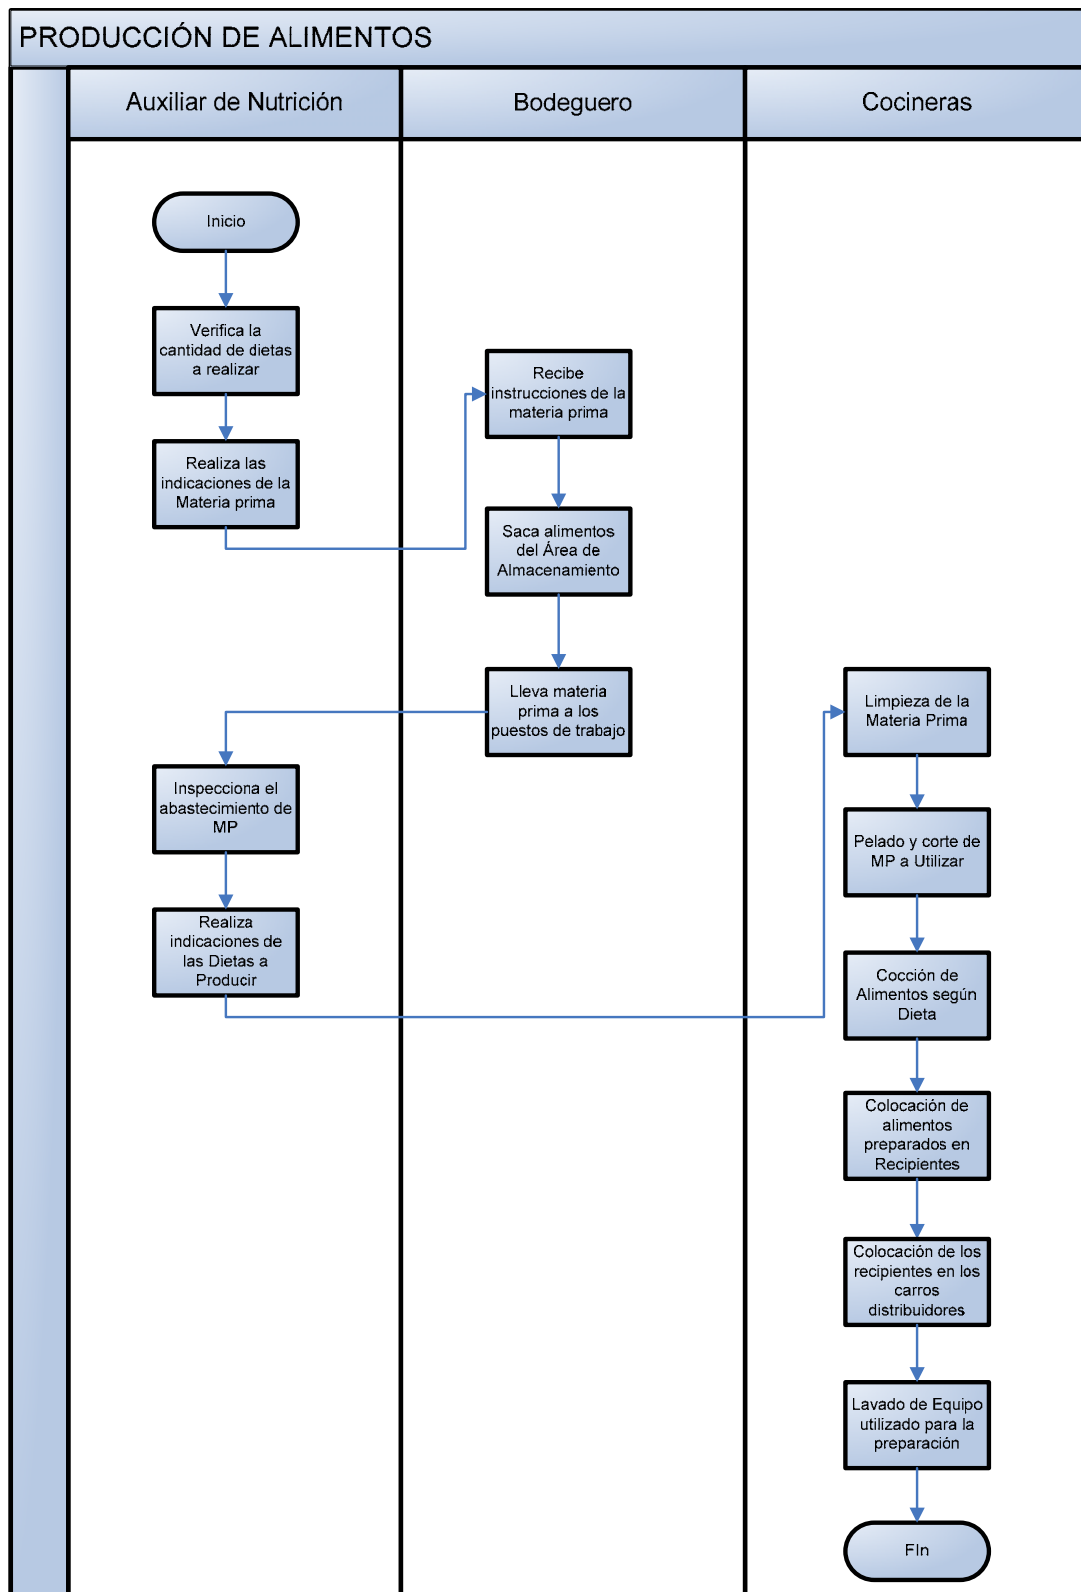 PRODUCCIÓN DE ALIMENTOS
Auxiliar de Nutrición
Bodeguero
Cocineras
Inicio
Verifica la
cantidad de dietas
a realizar
Realiza las
indicaciones de la
Materia prima
Recibe
instrucciones de la
materia prima
Saca alimentos
del Área de
Almacenamiento
Lleva materia
prima a los
puestos de trabajo
Inspecciona el
abastecimiento de
MP
Realiza
indicaciones de
las Dietas a
Producir
Limpieza de la
Materia Prima
Pelado y corte de
MP a Utilizar
Cocción de
Alimentos según
Dieta
Colocación de
alimentos
preparados en
Recipientes
Colocación de los
recipientes en los
carros
distribuidores
Lavado de Equipo
utilizado para la
preparación
FIn